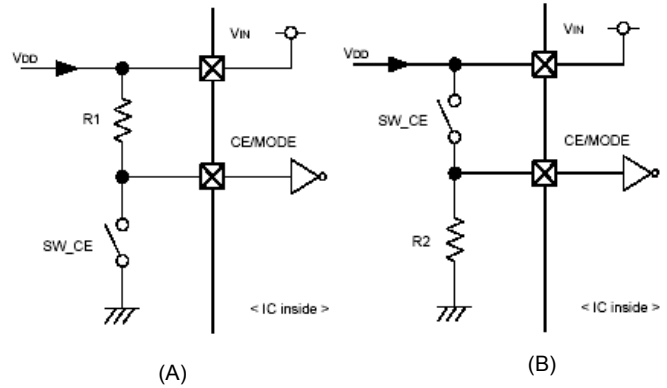 VIN
VDD
R1
CE/MODE
SW_CE
< IC inside >
(A)
VIN
VDD
SW_CE
CE/MODE
R2
< IC inside >
(B)